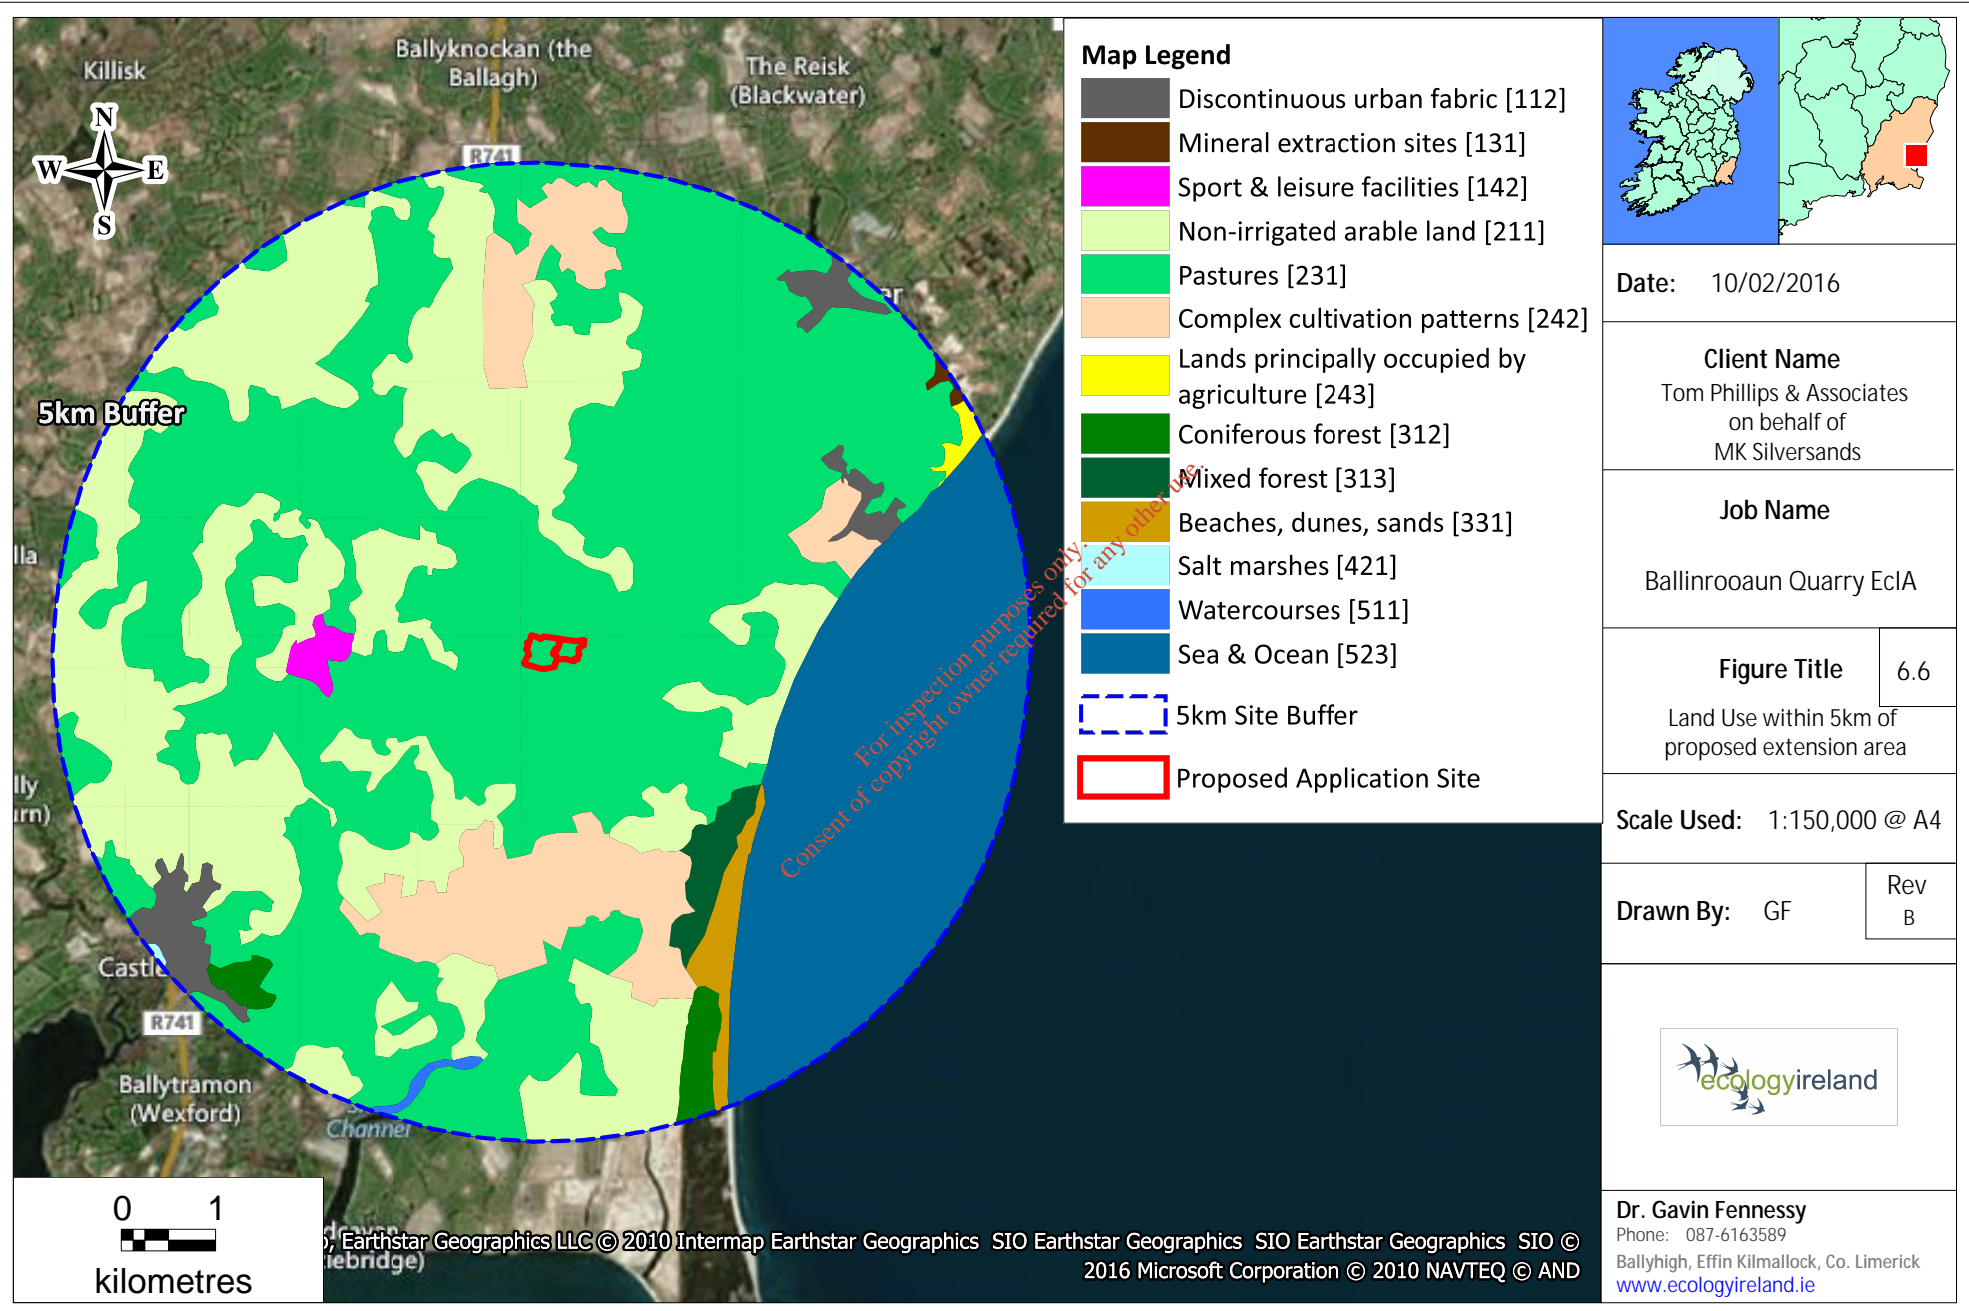 Killisk
Ballyknockan (the
Ballagh)
The Reisk
(Blackwater)
N
W E
S
R741
er
5km Buffer
lla
lly
urn)
Castle
R741
Ballytramon
(Wexford)
Channel
0 1
kilometres
Earthstar Geographics LLC © 2010 Intermap Earthstar Geographics SIO Earthstar Geographics SIO Earthstar Geographics SIO ©
2016 Microsoft Corporation © 2010 NAVTEQ © AND
For inspection purposes only.
Consent of copyright owner required for any other use.
Map Legend
Discontinuous urban fabric [112]
Mineral extraction sites [131]
Sport & leisure facilities [142]
Non-irrigated arable land [211]
Pastures [231]
Complex cultivation patterns [242]
Lands principally occupied by
agriculture [243]
Coniferous forest [312]
Mixed forest [313]
Beaches, dunes, sands [331]
Salt marshes [421]
Watercourses [511]
Sea & Ocean [523]
5km Site Buffer
Proposed Application Site
Date: 10/02/2016
Client Name
Tom Phillips & Associates
on behalf of
MK Silversands
Job Name
Ballinrooaun Quarry EcIA
Figure Title 6.6
Land Use within 5km of
proposed extension area
Scale Used: 1:150,000 @ A4
Drawn By: GF
Rev
B
ecologyireland
Dr. Gavin Fennessy
Phone: 087-6163589
Ballyhigh, Effin Kilmallock, Co. Limerick
www.ecologyireland.ie